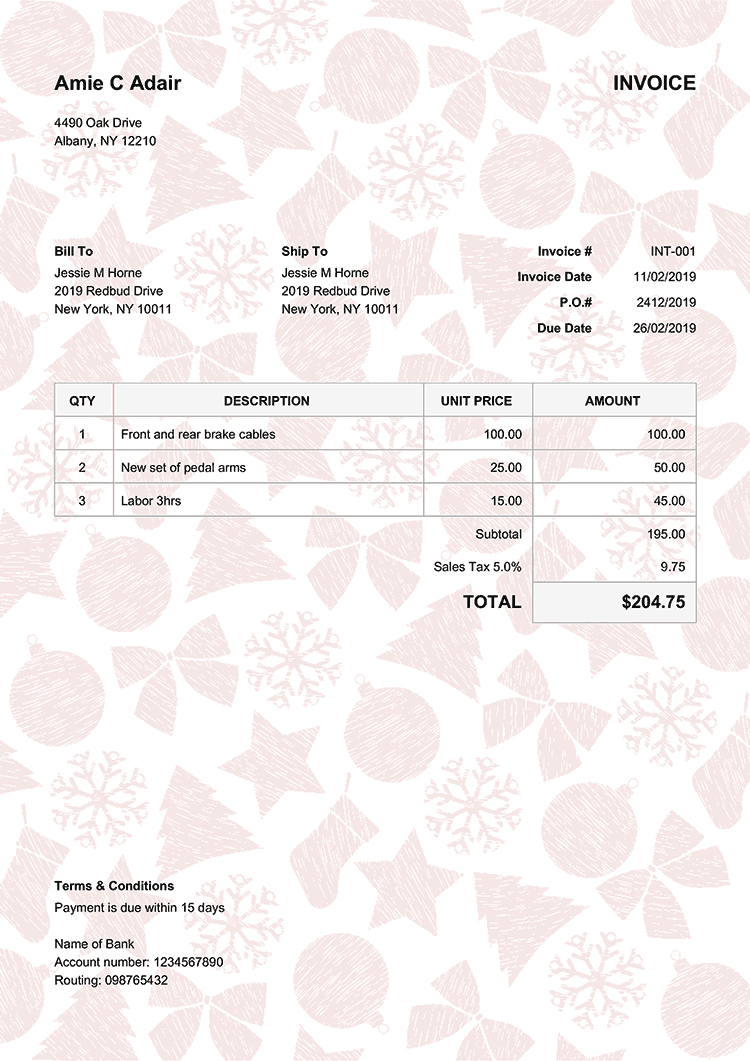 Amie C Adair
INVOICE
4490 Oak Drive
Albany, NY 12210
Bill To
Jessie M Horne
2019 Redbud Drive
New York, NY 10011
Ship To
Jessie M Horne
2019 Redbud Drive
New York, NY 10011
Invoice # INT-001
Invoice Date 11/02/2019
P.O.# 2412/2019
Due Date 26/02/2019
QTY DESCRIPTION UNIT PRICE AMOUNT
1 Front and rear brake cables 100.00 100.00
2 New set of pedal arms 25.00 50.00
3 Labor 3hrs 15.00 45.00
Subtotal 195.00
Sales Tax 5.0% 9.75
TOTAL $204.75
Terms & Conditions
Payment is due within 15 days
Name of Bank
Account number: 1234567890
Routing: 098765432